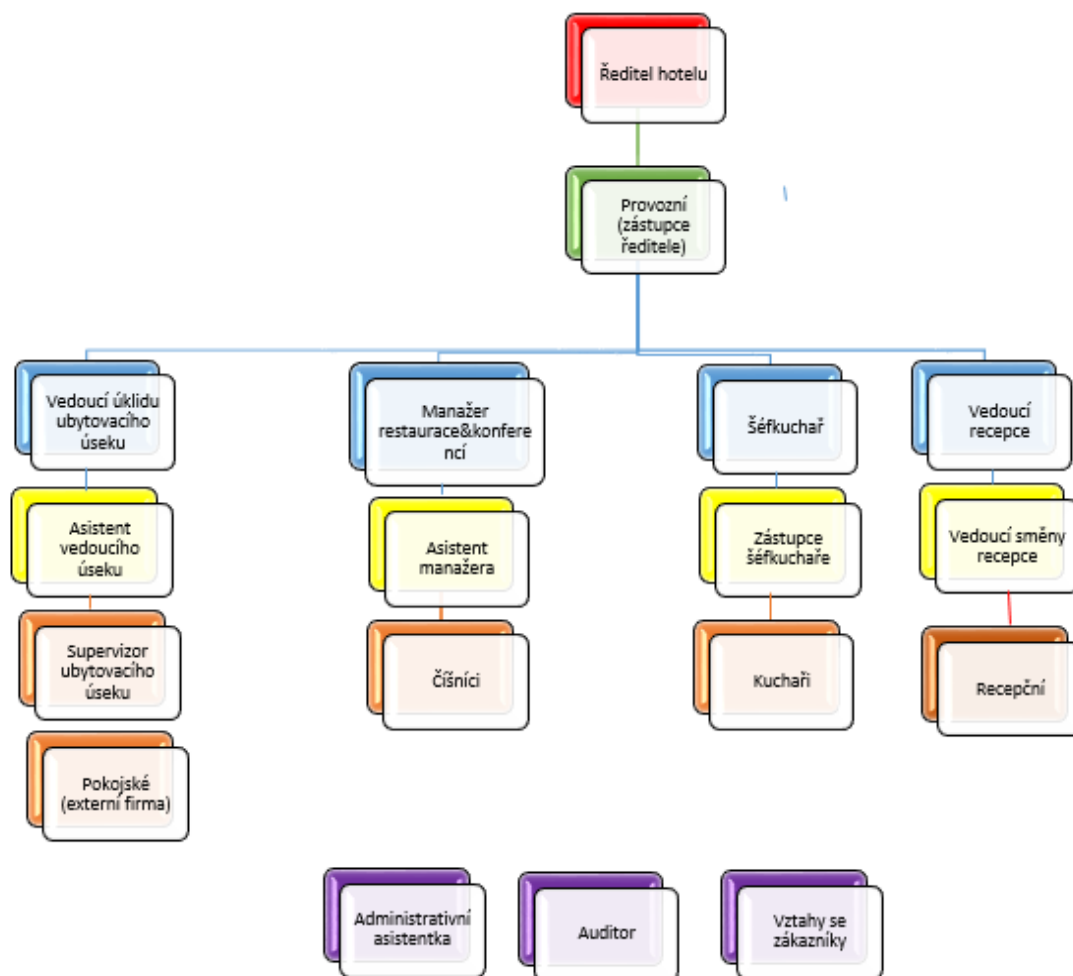 Ředitel hotelu
Provozní
(zástupce
ředitele)
Vedoucí úklidu
ubytovacího
úseku
Manažer
restaurace&konfere
ncí
Šéfkuchař
Vedoucí
recepce
Asistent
vedoucího
úseku
Asistent
manažera
Zástupce
šéfkuchaře
Vedoucí směny
recepce
Supervizor
ubytovacího
úseku
Číšníci
Kuchaři
Recepční
Pokojské
(externí firma)
Administrativní
asistentka
Auditor
Vztahy se
zákazníky